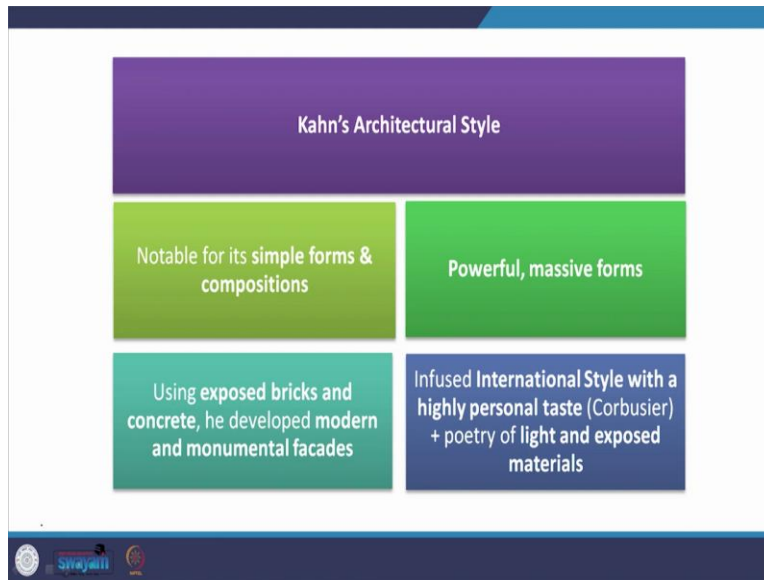 Kahn's Architectural Style
Notable for its simple forms &
compositions
Powerful, massive forms
Using exposed bricks and
concrete, he developed modern
and monumental facades
Infused International Style with a
highly personal taste (Corbusier)
+ poetry of light and exposed
materials
swayam